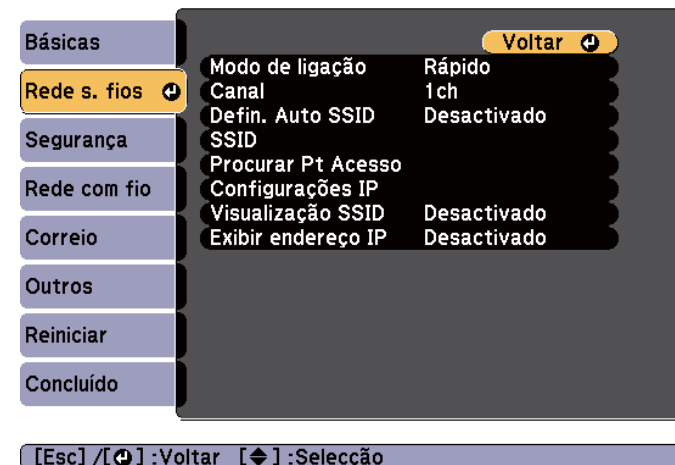 Básicas
Rede s. fios
Segurança
Rede com fio
Correio
Outros
Reiniciar
Concluído
Voltar
Modo de ligação Rápido
Canal 1ch
Defin. Auto SSID Desactivado
SSID
Procurar Pt Acesso
Configurações IP
Visualização SSID Desactivado
Exibir endereço IP Desactivado
[Esc] /[ ] :Voltar [ ] :Selecção